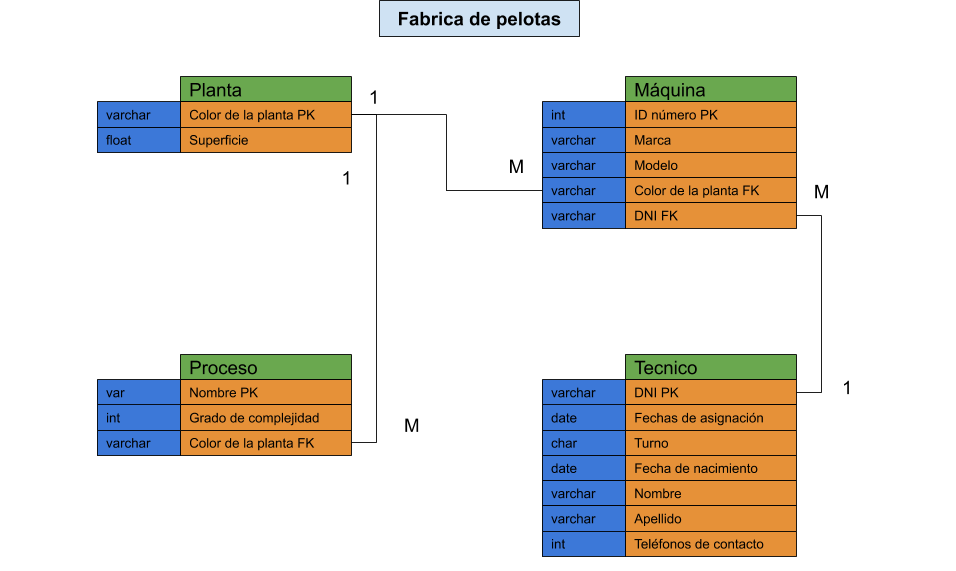 Fabrica de pelotas
Planta
1
varchar Color de la planta PK
float Superficie
1
Máquina
int ID número PK
varchar Marca
varchar Modelo
M
varchar Color de la planta FK
M
varchar DNI FK
Proceso
var Nombre PK
int Grado de complejidad
varchar Color de la planta FK
M
Tecnico
varchar DNI PK
1
date Fechas de asignación
char Turno
date Fecha de nacimiento
varchar Nombre
varchar Apellido
int Teléfonos de contacto